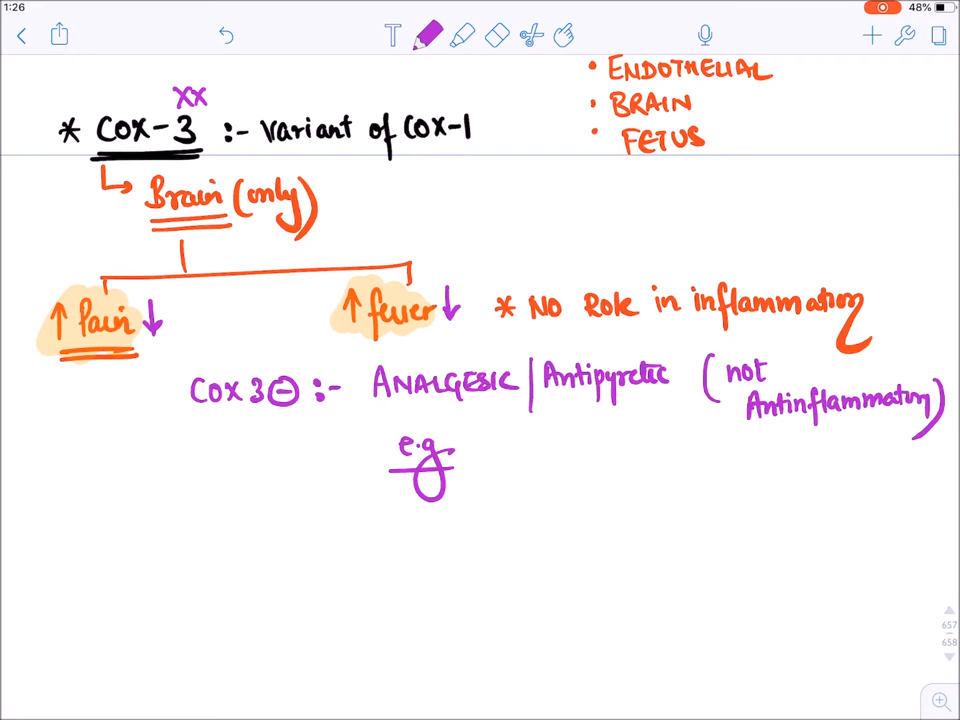 1:26
48%
T
• ENDOTHELIAL
• BRAIN
• FETUS
xx
* COX-3 :- Variant of COX-1
Brain (only)
↑ Pain ↓
↑ fever ↓
* No Role in inflammation
COX 3 ⊖ :- ANALGESIC | Antipyretic (not Antinflammatory)
e.g.
657
658